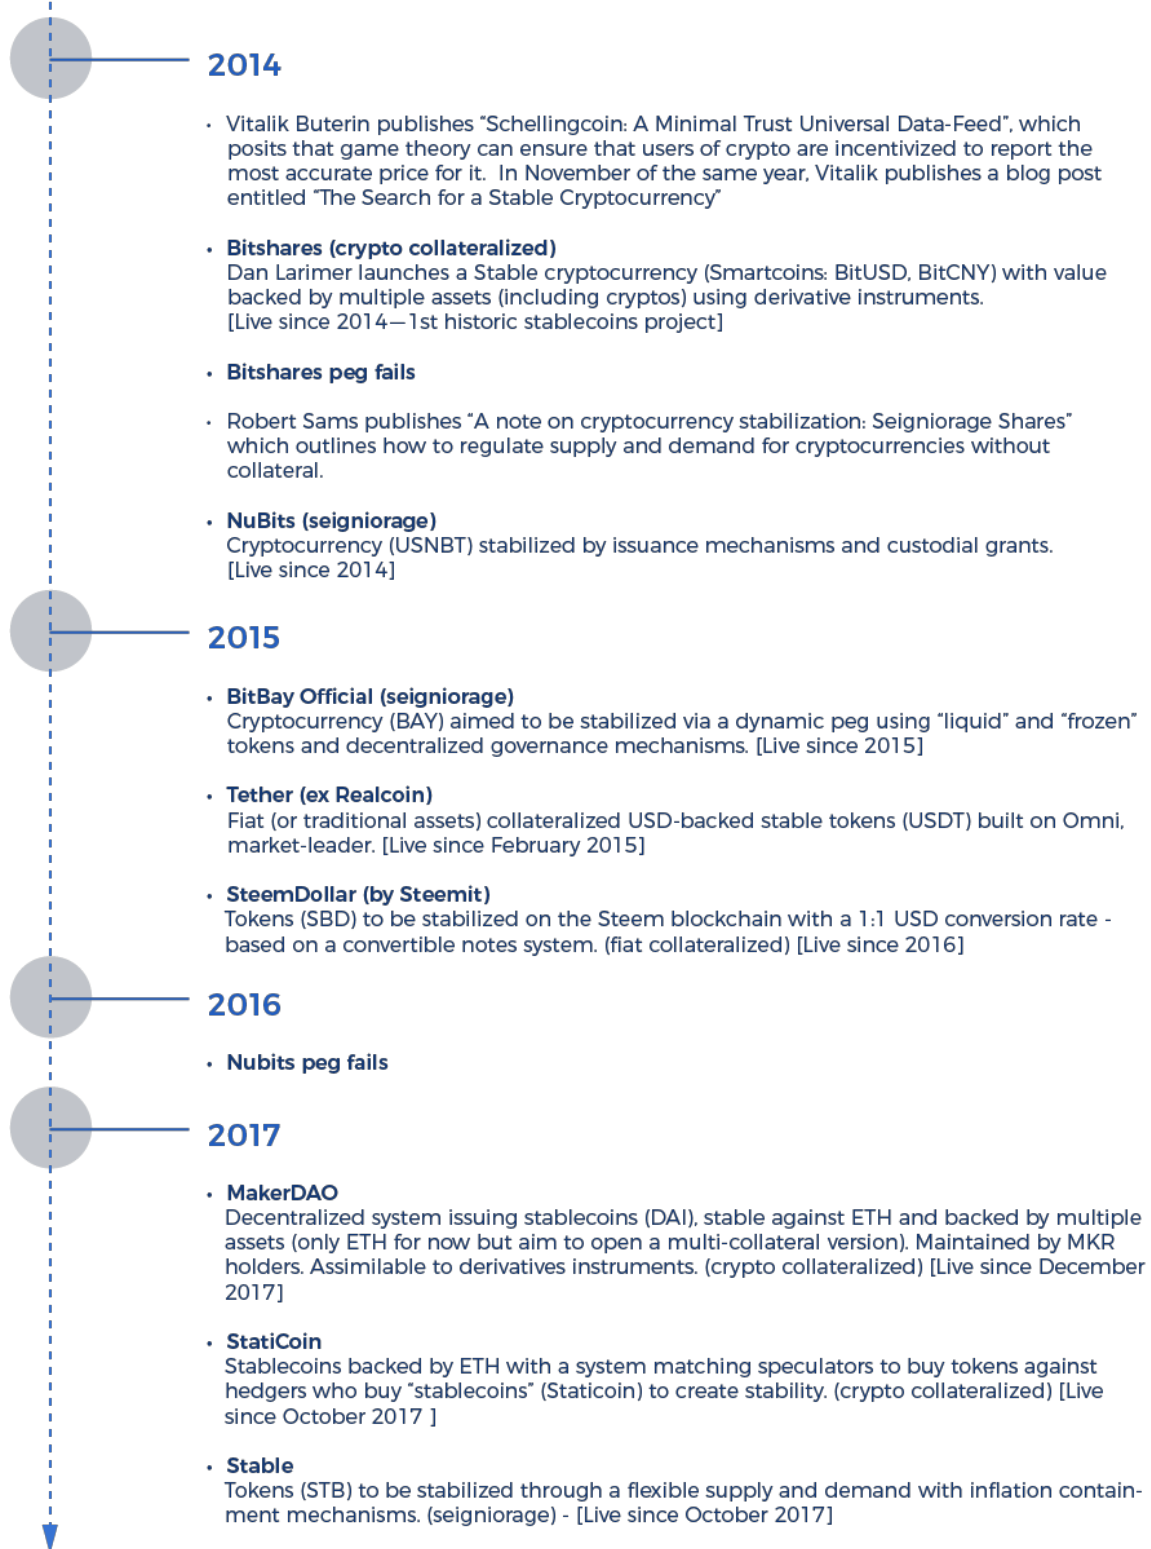 2014
• Vitalik Buterin publishes “Schellingcoin: A Minimal Trust Universal Data-Feed”, which
posits that game theory can ensure that users of crypto are incentivized to report the
most accurate price for it.  In November of the same year, Vitalik publishes a blog post
entitled “The Search for a Stable Cryptocurrency”
• Bitshares (crypto collateralized)
Dan Larimer launches a Stable cryptocurrency (Smartcoins: BitUSD, BitCNY) with value
backed by multiple assets (including cryptos) using derivative instruments.
[Live since 2014—1st historic stablecoins project]
• Bitshares peg fails
• Robert Sams publishes “A note on cryptocurrency stabilization: Seigniorage Shares”
which outlines how to regulate supply and demand for cryptocurrencies without
collateral.
• NuBits (seigniorage)
Cryptocurrency (USNBT) stabilized by issuance mechanisms and custodial grants.
[Live since 2014]
2015
• BitBay Official (seigniorage)
Cryptocurrency (BAY) aimed to be stabilized via a dynamic peg using “liquid” and “frozen”
tokens and decentralized governance mechanisms. [Live since 2015]
• Tether (ex Realcoin)
Fiat (or traditional assets) collateralized USD-backed stable tokens (USDT) built on Omni,
market-leader. [Live since February 2015]
• SteemDollar (by Steemit)
Tokens (SBD) to be stabilized on the Steem blockchain with a 1:1 USD conversion rate -
based on a convertible notes system. (fiat collateralized) [Live since 2016]
2016
• Nubits peg fails
2017
• MakerDAO
Decentralized system issuing stablecoins (DAI), stable against ETH and backed by multiple
assets (only ETH for now but aim to open a multi-collateral version). Maintained by MKR
holders. Assimilable to derivatives instruments. (crypto collateralized) [Live since December
2017]
• StatiCoin
Stablecoins backed by ETH with a system matching speculators to buy tokens against
hedgers who buy “stablecoins” (Staticoin) to create stability. (crypto collateralized) [Live
since October 2017 ]
• Stable
Tokens (STB) to be stabilized through a flexible supply and demand with inflation contain-
ment mechanisms. (seigniorage) - [Live since October 2017]